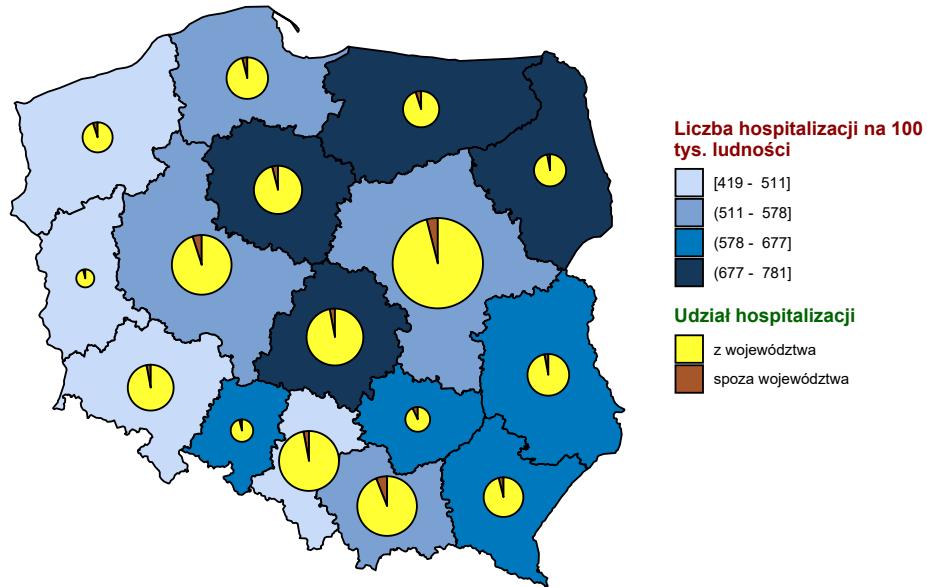 Liczba hospitalizacji na 100
tys. ludności
[419 - 511]
(511 - 578]
(578 - 677]
(677 - 781]
Udział hospitalizacji
z województwa
spoza województwa